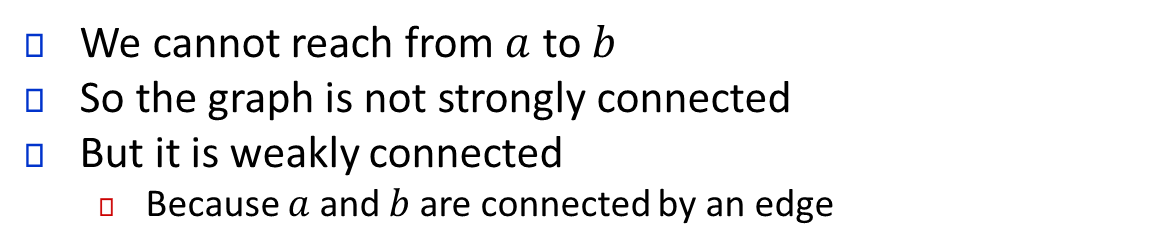 We cannot reach from a to b
So the graph is not strongly connected
But it is weakly connected
Because a and b are connected by an edge